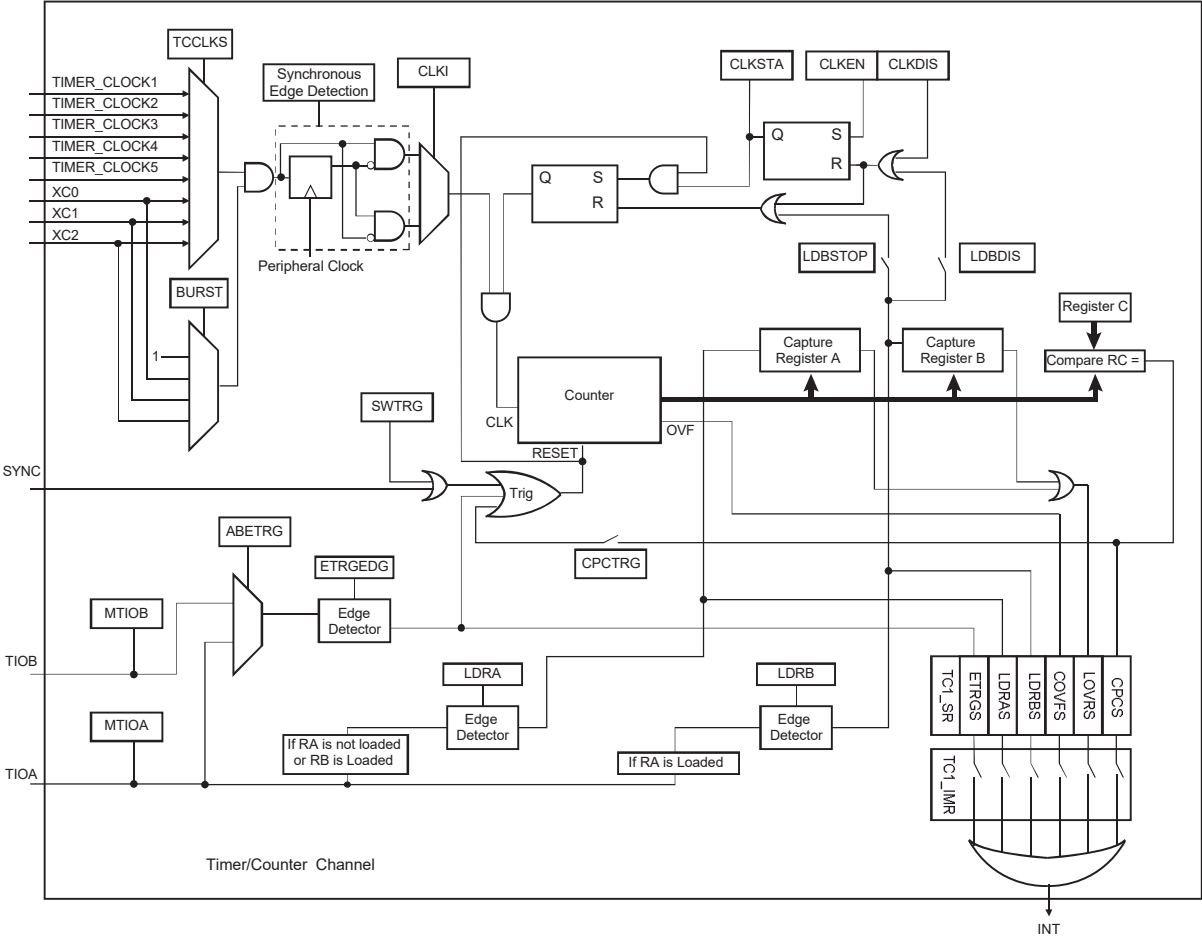 TCCLKS
TIMER_CLOCK1
TIMER_CLOCK2
TIMER_CLOCK3
TIMER_CLOCK4
TIMER_CLOCK5
XC0
XC1
XC2
Synchronous
Edge Detection
CLKI
Peripheral Clock
BURST
1
CLKSTA
CLKEN
CLKDIS
Q
S
R
Q
S
R
LDBSTOP
LDBDIS
Register C
Capture
Register A
Capture
Register B
Compare RC =
Counter
CLK
OVF
RESET
SWTRG
SYNC
Trig
CPCTRG
ABETRG
ETRGEDG
Edge
Detector
MTIOB
TIOB
MTIOA
TIOA
LDRA
Edge
Detector
If RA is not loaded
or RB is Loaded
LDRB
Edge
Detector
If RA is Loaded
TC1_SR
ETRGS
LDRAS
LDRBS
COVFS
LOVRS
CPCS
TC1_IMR
INT
Timer/Counter Channel